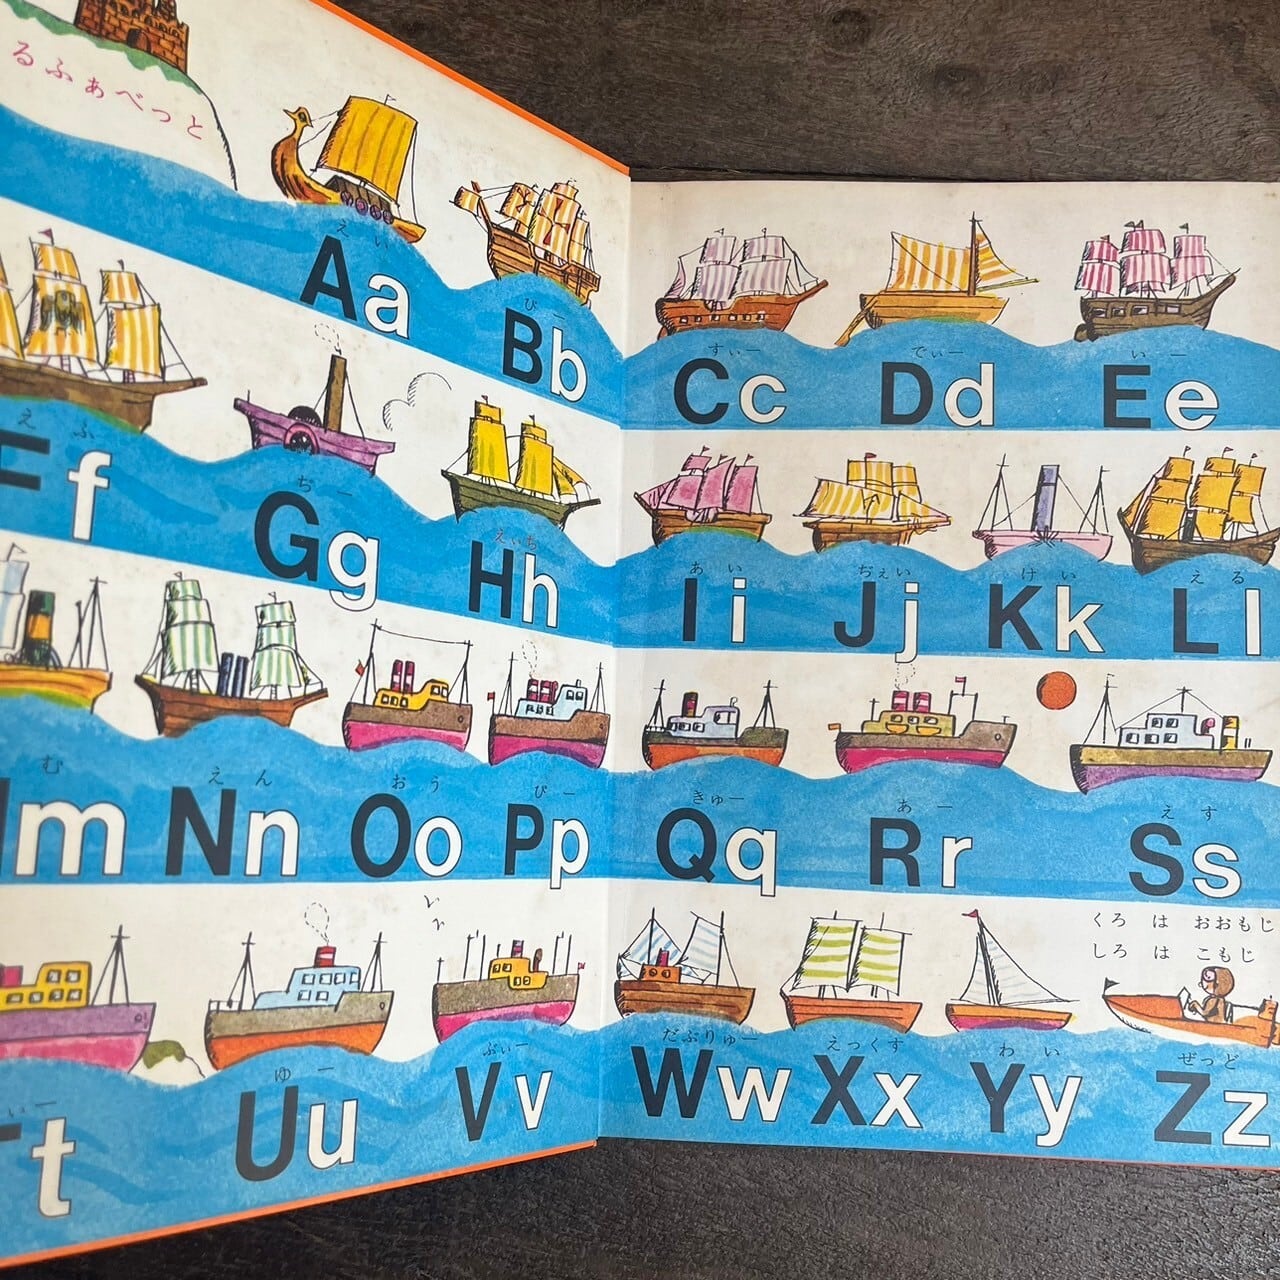 るふぁべっと
えい びー すぃー でぃー いー
Aa Bb Cc Dd Ee
えふ ぢー えいち あい ぢぇい けい える
Ff Gg Hh Ii Jj Kk Ll
む えん おう ぴー きゅー あー えす
m Nn Oo Pp Qq Rr Ss
くろ は おおもじ
しろ は こもじ
ぃー ゆー ぶぃー だぶりゅー えっくす わい ぜっど
t Uu Vv Ww Xx Yy Zz